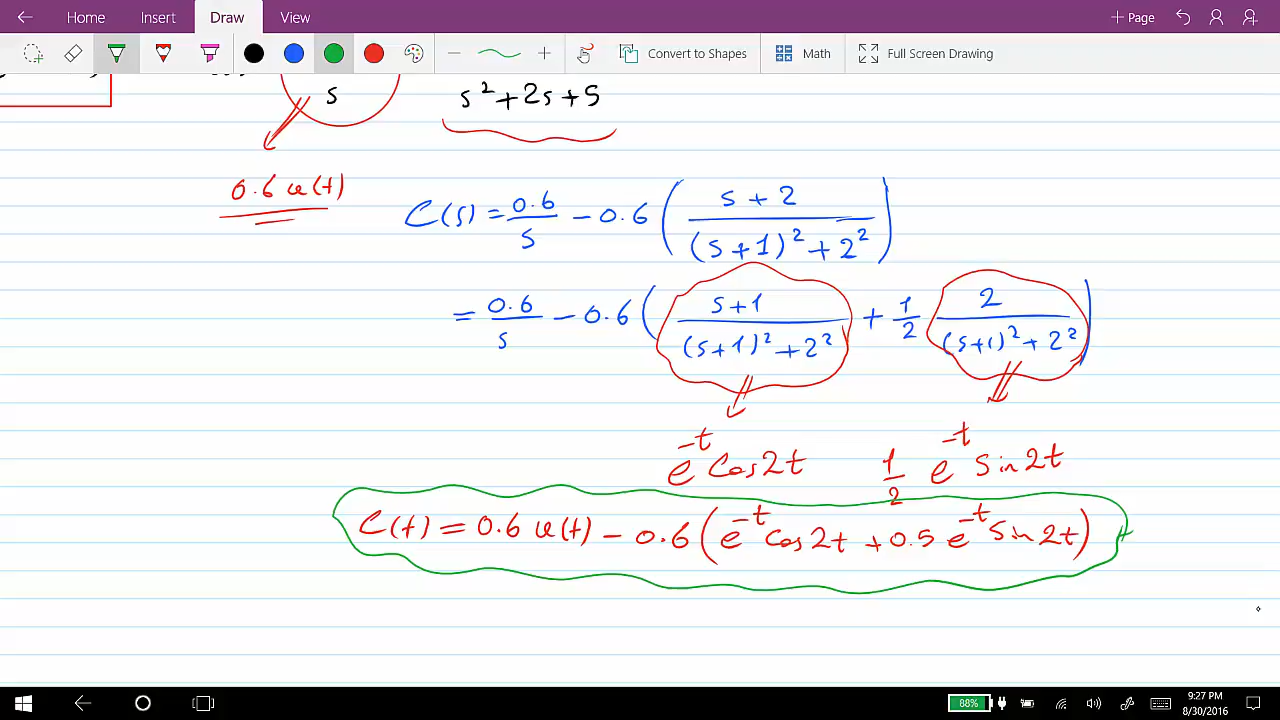 Home Insert Draw View Page
Convert to Shapes Math Full Screen Drawing
s s²+2s+5
0.6 u(t)
C(s) = 0.6/s − 0.6 ( s+2 / (s+1)²+2² )
= 0.6/s − 0.6 ( s+1 / (s+1)²+2² + 1/2 2 / (s+1)²+2² )
e^-t Cos2t 1/2 e^-t Sin2t
C(t) = 0.6 u(t) − 0.6 ( e^-t Cos2t + 0.5 e^-t Sin2t )
88% 9:27 PM
8/30/2016